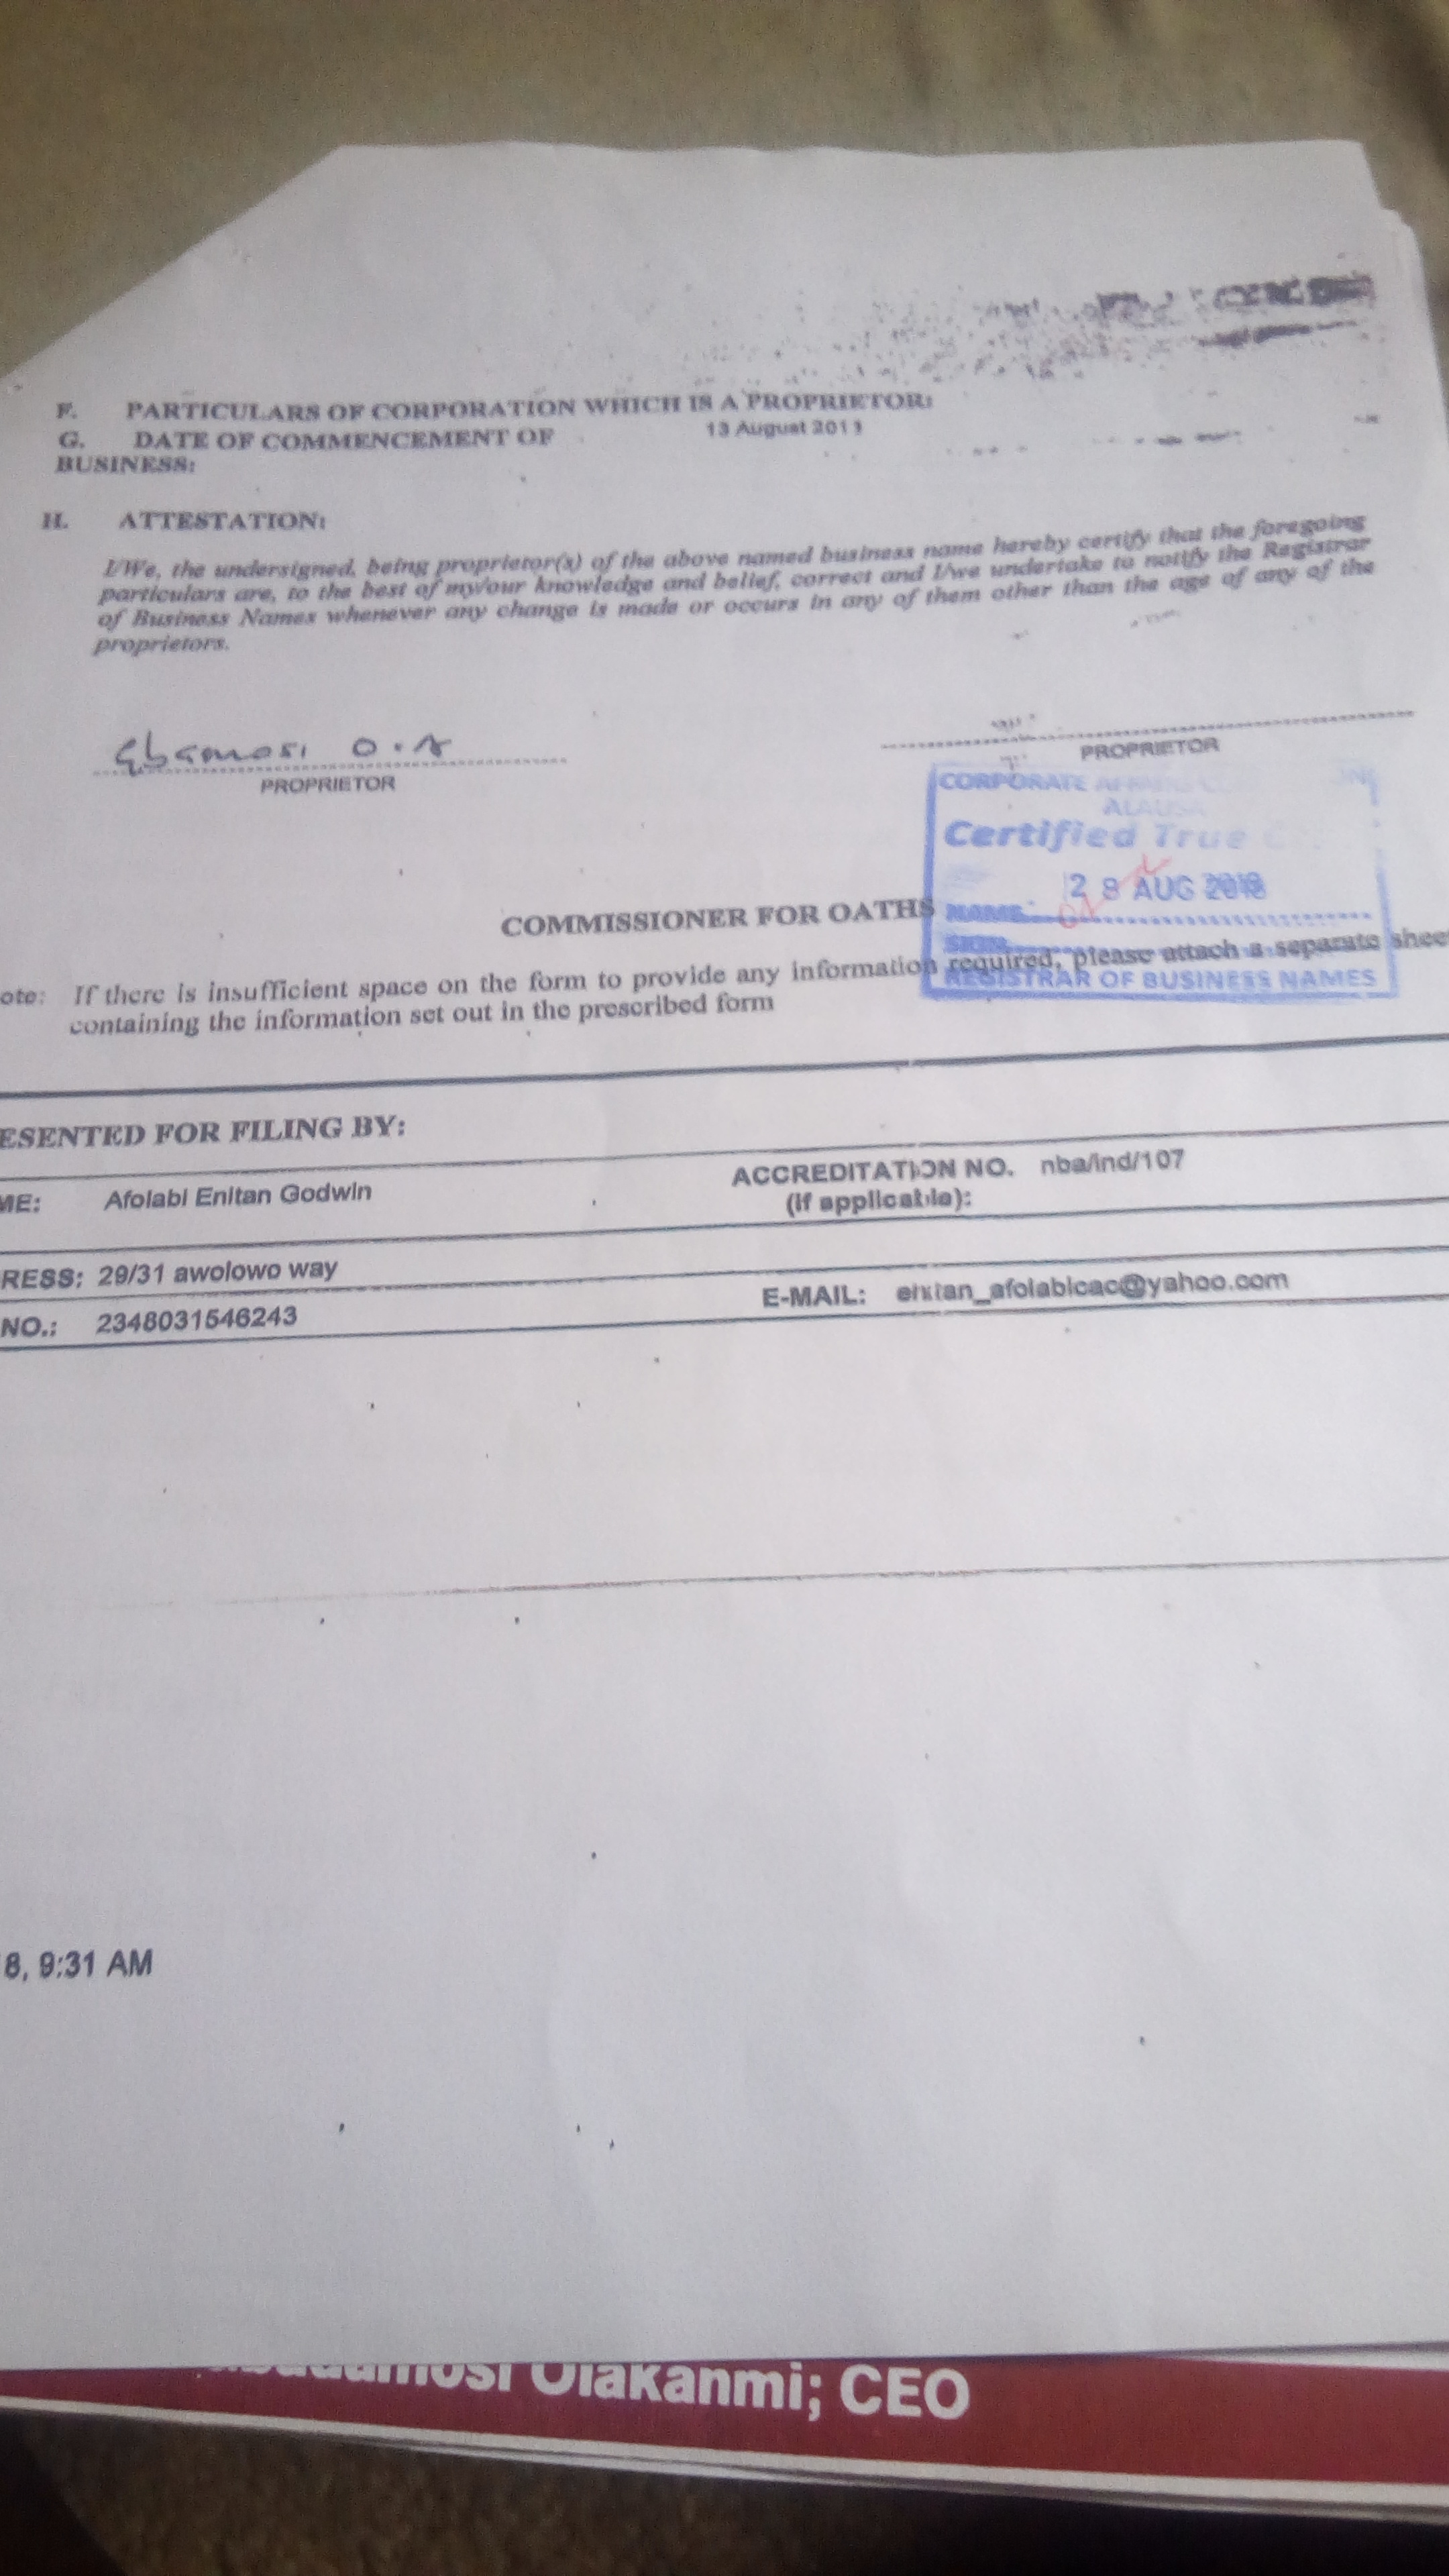 F. PARTICULARS OF CORPORATION WHICH IS A PROPRIETOR:
G. DATE OF COMMENCEMENT OF 13 August 2013
BUSINESS:
H. ATTESTATION:
I/We, the undersigned, being proprietor(s) of the above named business name hereby certify that the foregoing
particulars are, to the best of my/our knowledge and belief, correct and I/we undertake to notify the Registrar
of Business Names whenever any change is made or occurs in any of them other than the age of any of the
proprietors.
Gbamosi O.A
PROPRIETOR
PROPRIETOR
CORPORATE
ALAUSA
Certified True
28 AUG 2018
COMMISSIONER FOR OATHS
NAME:
SIGN:
REGISTRAR OF BUSINESS NAMES
ote: If there is insufficient space on the form to provide any information required, please attach a separate shee
containing the information set out in the prescribed form
ESENTED FOR FILING BY:
ME: Afolabi Enitan Godwin
ACCREDITATION NO. nba/ind/107
(if applicable):
RESS: 29/31 awolowo way
NO.: 2348031546243
E-MAIL: enitan_afolabicac@yahoo.com
8, 9:31 AM
Olakanmi; CEO